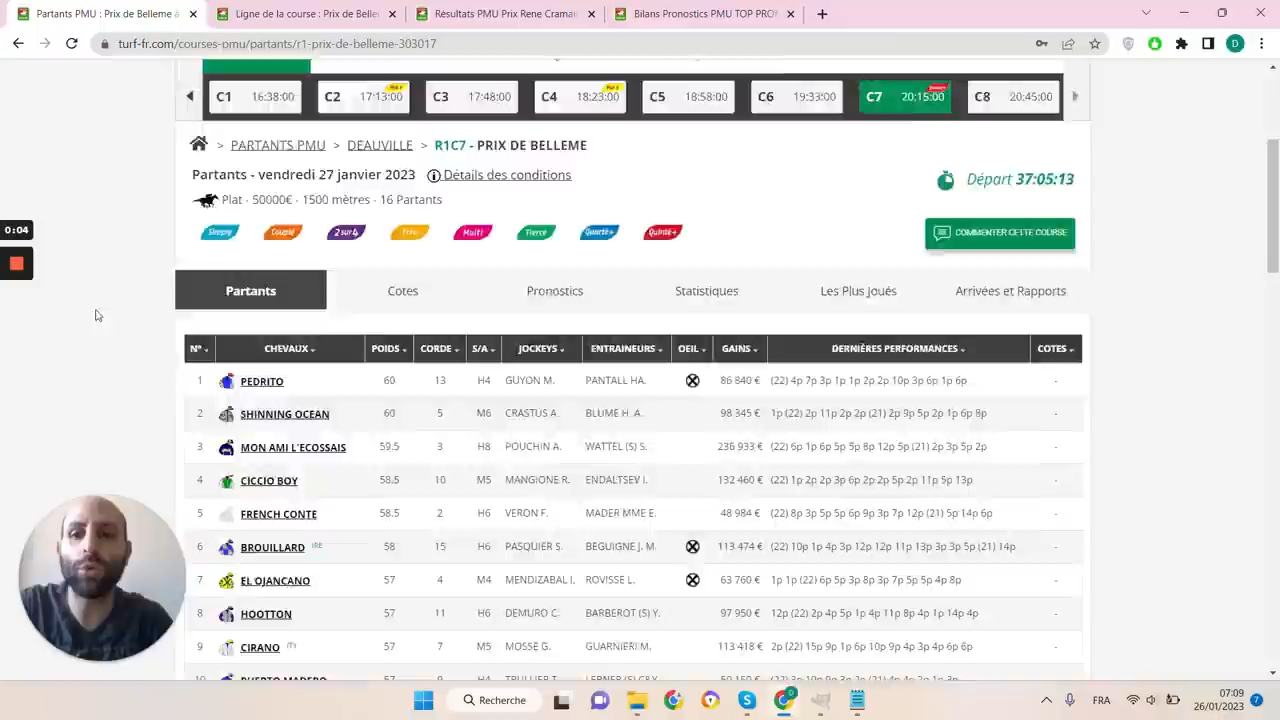 Partants PMU : Prix de Belleme à
Ligne de la course : Prix de Belle
Résultats PMU Prix Rene Cramai
Bilans Pronostics PMU TOP PRO
turf-fr.com/courses-pmu/partants/r1-prix-de-belleme-303017
C1 16:38:00 C2 17:13:00 C3 17:48:00 C4 18:23:00 C5 18:58:00 C6 19:33:00 C7 20:15:00 C8 20:45:00
> PARTANTS PMU > DEAUVILLE > R1C7 - PRIX DE BELLEME
Partants - vendredi 27 janvier 2023 Détails des conditions
Départ 37:05:13
Plat · 50000€ · 1500 mètres · 16 Partants
Simple Couplé 2sur4 Trio Multi Tiercé Quarté+ Quinté+
COMMENTER CETTE COURSE
0:04
Partants Cotes Pronostics Statistiques Les Plus Joués Arrivées et Rapports
N° CHEVAUX POIDS CORDE S/A JOCKEYS ENTRAINEURS OEIL GAINS DERNIÈRES PERFORMANCES COTES
1 PEDRITO 60 13 H4 GUYON M. PANTALL HA. 86 840 € (22) 4p 7p 3p 1p 1p 2p 2p 10p 3p 6p 1p 6p -
2 SHINNING OCEAN 60 5 M6 CRASTUS A. BLUME H. A. 98 345 € 1p (22) 2p 11p 2p 2p (21) 2p 9p 5p 2p 1p 6p 8p -
3 MON AMI L'ECOSSAIS 59.5 3 H8 POUCHIN A. WATTEL (S) S. 236 933 € (22) 6p 1p 6p 5p 5p 8p 12p 5p (21) 2p 3p 5p 2p -
4 CICCIO BOY 58.5 10 M5 MANGIONE R. ENDALTSEV I. 132 460 € (22) 1p 2p 2p 3p 6p 2p 2p 5p 2p 11p 5p 13p -
5 FRENCH CONTE 58.5 2 H6 VERON F. MADER MME E. 48 984 € (22) 8p 3p 5p 5p 6p 9p 3p 7p 12p (21) 5p 14p 6p -
6 BROUILLARD IRE 58 15 H6 PASQUIER S. BEGUIGNE J. M. 113 474 € (22) 10p 1p 4p 3p 12p 12p 11p 13p 3p 3p 5p (21) 14p -
7 EL OJANCANO 57 4 M4 MENDIZABAL I. ROVISSE L. 63 760 € 1p 1p (22) 6p 5p 3p 8p 3p 7p 5p 5p 4p 8p -
8 HOOTTON 57 11 H6 DEMURO C. BARBEROT (S) Y. 97 950 € 12p (22) 2p 4p 5p 1p 4p 11p 8p 4p 1p 14p 4p -
9 CIRANO ITY 57 7 M5 MOSSE G. GUARNIERI M. 113 418 € 2p (22) 15p 9p 1p 6p 10p 9p 4p 3p 4p 6p 6p -
10 PUERTO MADERO 57 9 H4
Recherche
FRA
07:09
26/01/2023